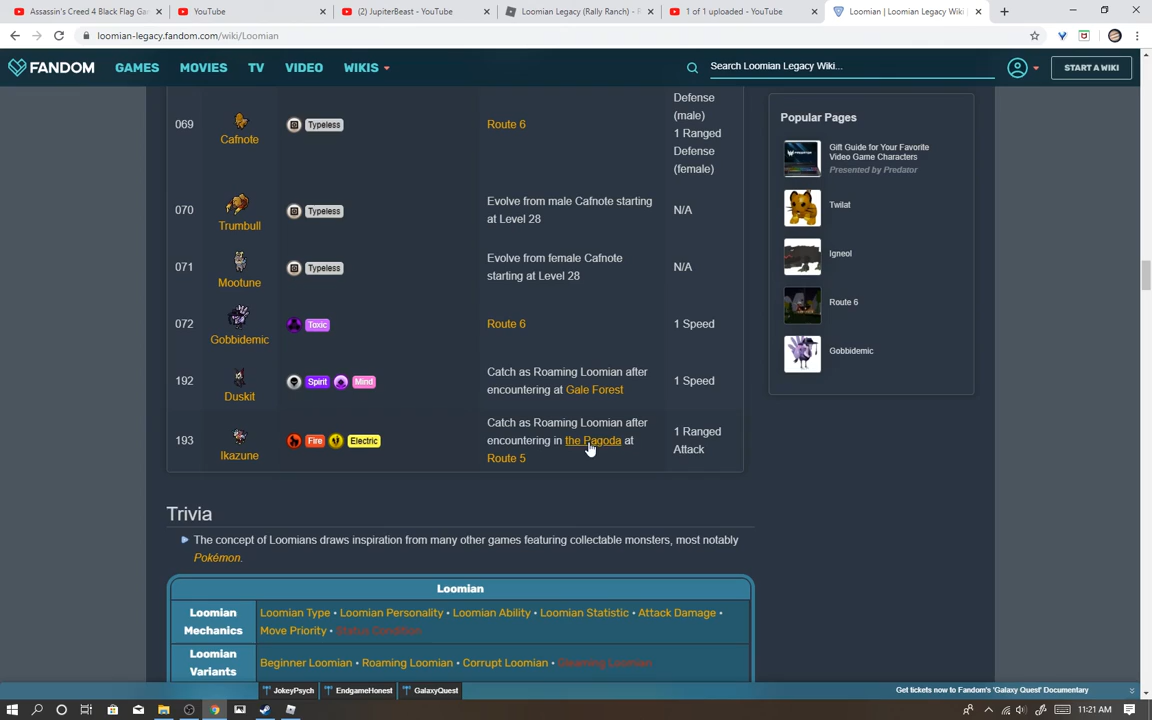 Assassin's Creed 4 Black Flag Gar
YouTube
(2) JupiterBeast - YouTube
Loomian Legacy (Rally Ranch) - R
1 of 1 uploaded - YouTube
Loomian | Loomian Legacy Wiki
loomian-legacy.fandom.com/wiki/Loomian
FANDOM GAMES MOVIES TV VIDEO WIKIS
Search Loomian Legacy Wiki...
START A WIKI
Defense
(male)
1 Ranged
Defense
(female)
069 Cafnote Typeless Route 6
070 Trumbull Typeless Evolve from male Cafnote starting
at Level 28 N/A
071 Mootune Typeless Evolve from female Cafnote
starting at Level 28 N/A
072 Gobbidemic Toxic Route 6 1 Speed
192 Duskit Spirit Mind Catch as Roaming Loomian after
encountering at Gale Forest 1 Speed
193 Ikazune Fire Electric Catch as Roaming Loomian after
encountering in the Pagoda at
Route 5 1 Ranged
Attack
Popular Pages
Gift Guide for Your Favorite
Video Game Characters
Presented by Predator
Twilat
Igneol
Route 6
Gobbidemic
Trivia
The concept of Loomians draws inspiration from many other games featuring collectable monsters, most notably
Pokémon.
Loomian
Loomian
Mechanics
Loomian Type • Loomian Personality • Loomian Ability • Loomian Statistic • Attack Damage •
Move Priority • Status Condition
Loomian
Variants
Beginner Loomian • Roaming Loomian • Corrupt Loomian • Gleaming Loomian
JokeyPsych
EndgameHonest
GalaxyQuest
Get tickets now to Fandom's 'Galaxy Quest' Documentary
11:21 AM